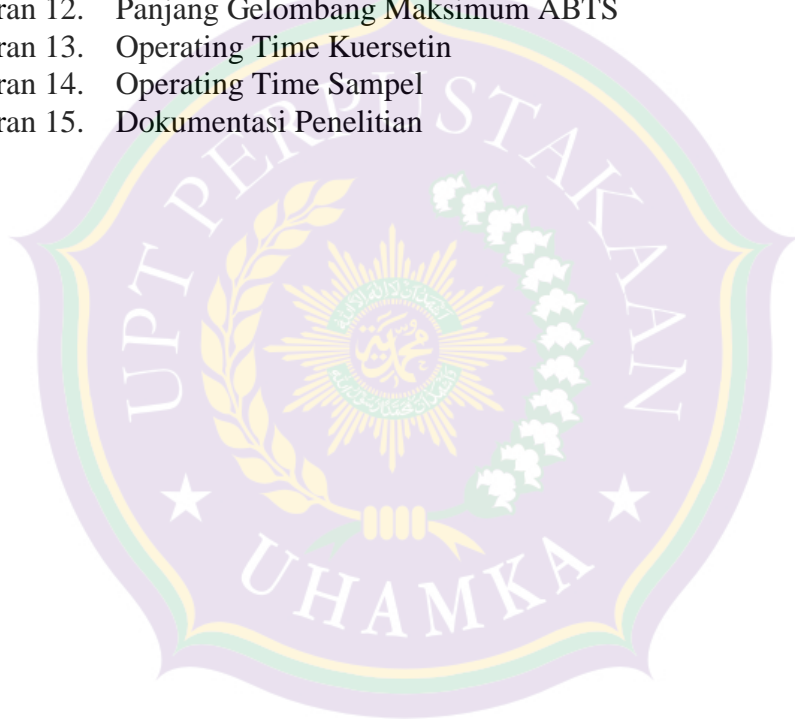 ran 12. Panjang Gelombang Maksimum ABTS
ran 13. Operating Time Kuersetin
ran 14. Operating Time Sampel
ran 15. Dokumentasi Penelitian
UPT PERPUSTAKAAN
UHAMKA